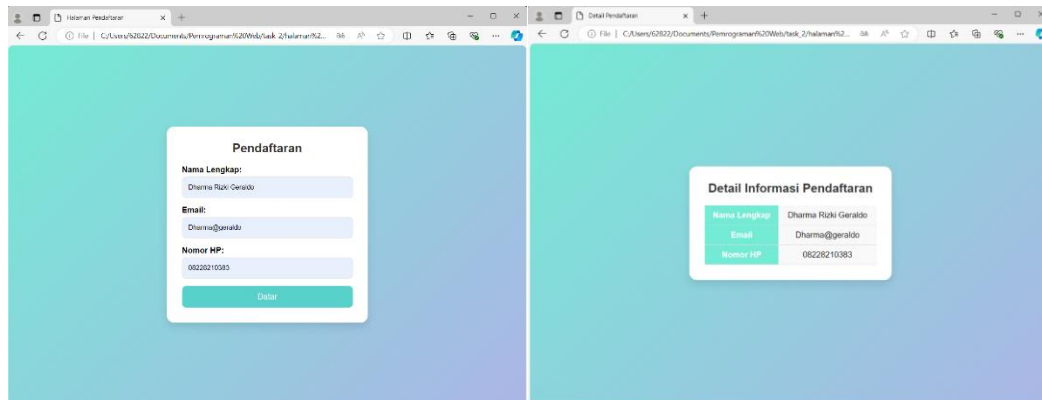 Halaman Pendaftaran
File | C:/Users/62822/Documents/Pemrograman%20Web/task_2/halaman%2...
Pendaftaran
Nama Lengkap:
Dharma Rizki Geraldo
Email:
Dharma@geraldo
Nomor HP:
08228210383
Datar
Detail Pendaftaran
File | C:/Users/62822/Documents/Pemrograman%20Web/task_2/halaman%2...
Detail Informasi Pendaftaran
Nama Lengkap Dharma Rizki Geraldo
Email Dharma@geraldo
Nomor HP 08228210383